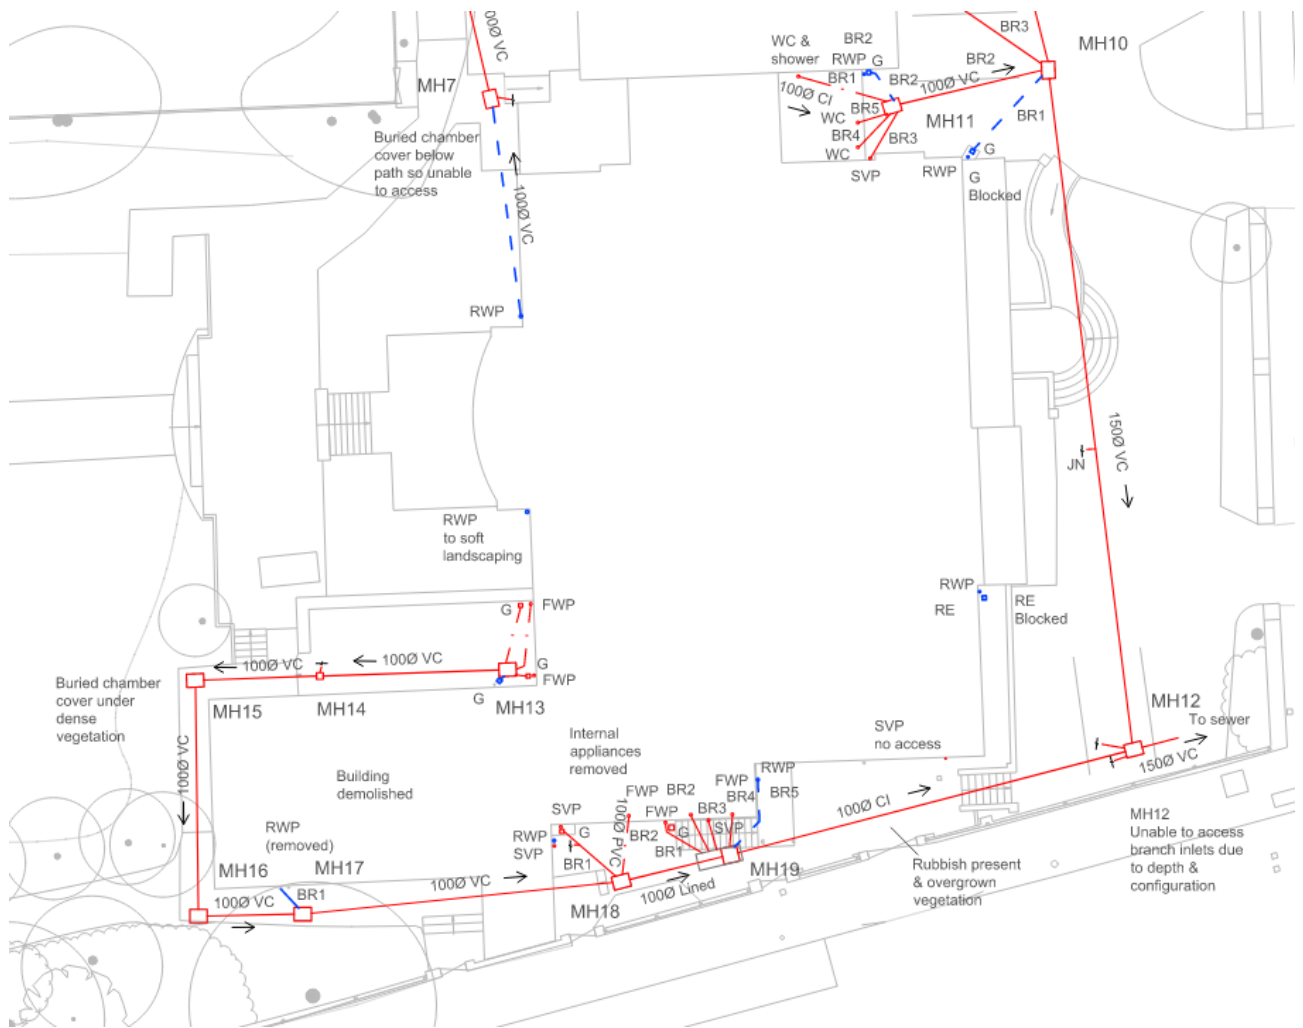 100Ø VC
BR3
BR2
WC &
shower
RWP
G
MH10
BR2
BR1
BR2
100Ø VC
MH7
100Ø CI
BR5
WC
MH11
BR1
BR4
BR3
WC
G
SVP
RWP
G
Blocked
Buried chamber
cover below
path so unable
to access
100Ø VC
RWP
150Ø VC
JN
RWP
to soft
landscaping
RWP
RE
RE
Blocked
G
FWP
100Ø VC
100Ø VC
G
FWP
G
MH15
MH14
MH13
Buried chamber
cover under
dense
vegetation
MH12
To sewer
150Ø VC
SVP
no access
Internal
appliances
removed
100Ø VC
Building
demolished
RWP
FWP
BR2
FWP
BR4
BR5
SVP
FWP
BR3
100Ø PVC
100Ø CI
RWP
G
BR2
G
SVP
SVP
BR1
BR1
RWP
(removed)
MH16
MH17
MH19
100Ø VC
BR1
100Ø VC
100Ø Lined
MH18
Rubbish present
& overgrown
vegetation
MH12
Unable to access
branch inlets due
to depth &
configuration